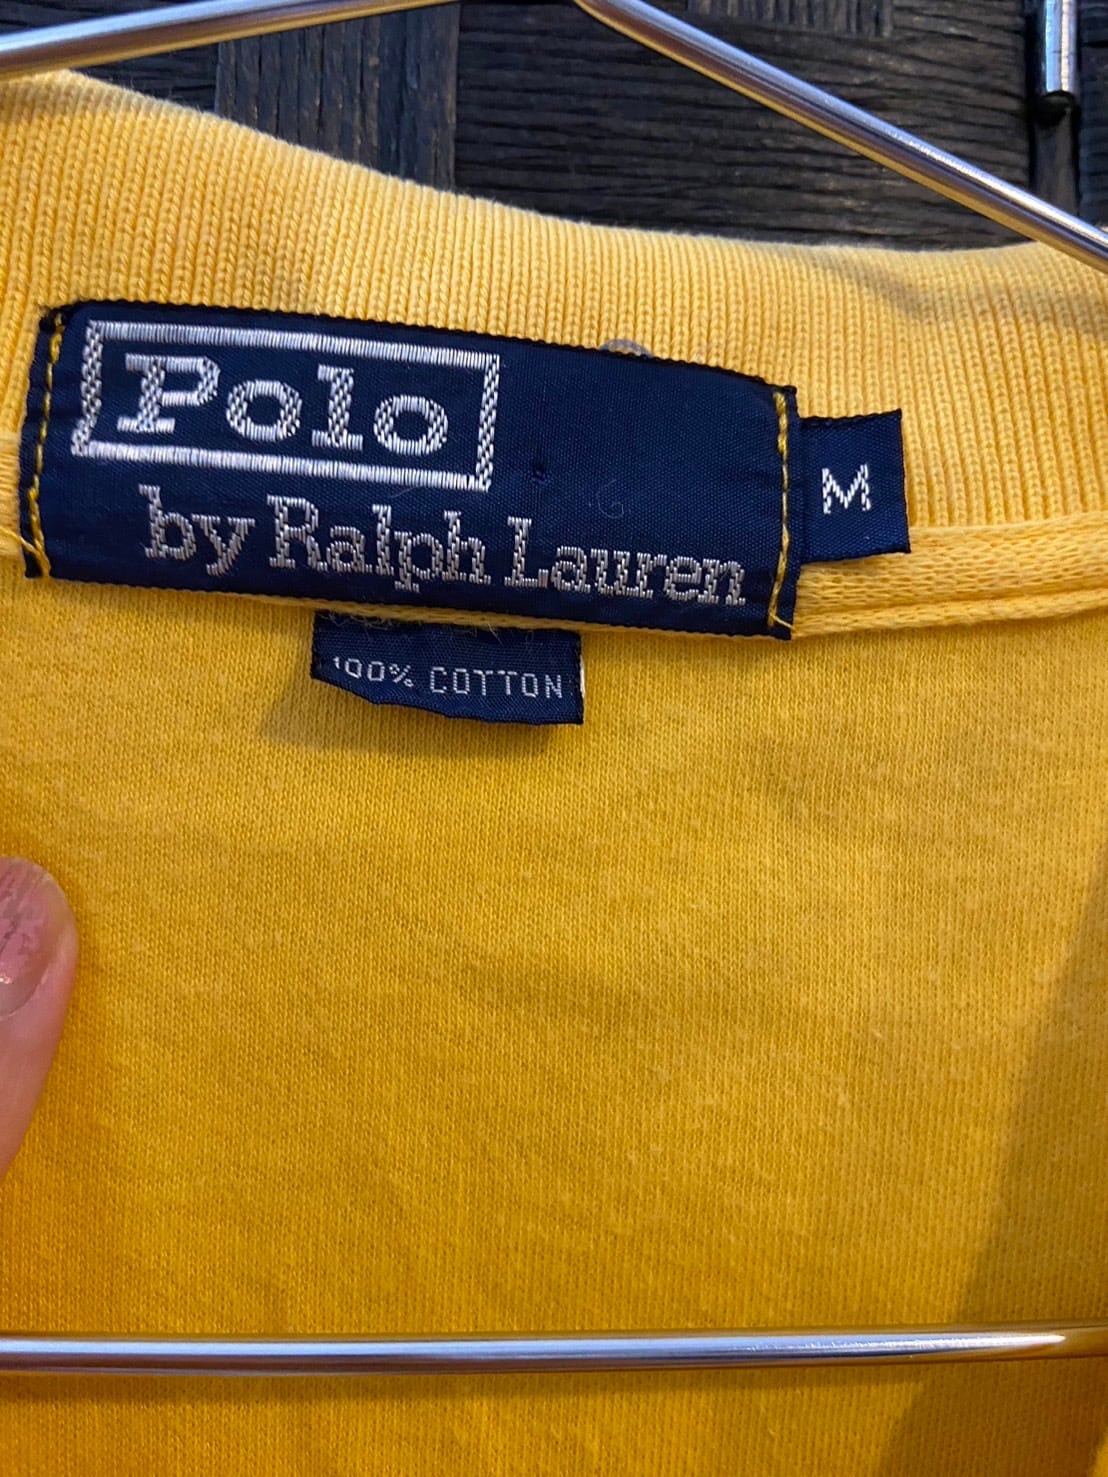 Polo
by Ralph Lauren
M
100% COTTON